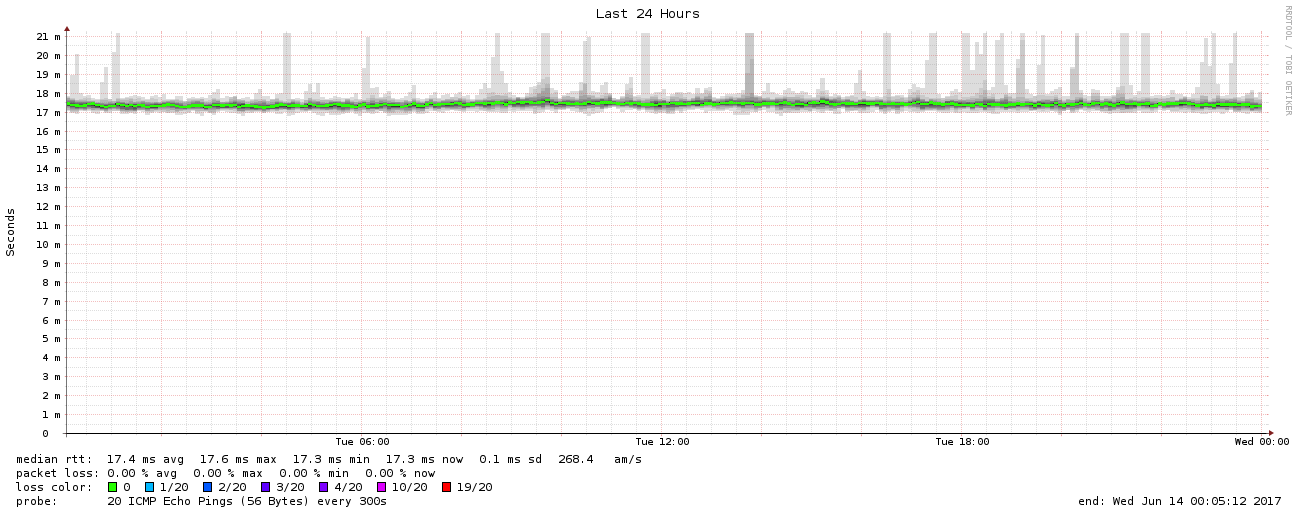 Last 24 Hours
RRDTOOL / TOBI OETIKER
21 m
20 m
19 m
18 m
17 m
16 m
15 m
14 m
13 m
12 m
11 m
10 m
9 m
8 m
7 m
6 m
5 m
4 m
3 m
2 m
1 m
0
Seconds
Tue 06:00 Tue 12:00 Tue 18:00 Wed 00:00
median rtt: 17.4 ms avg 17.6 ms max 17.3 ms min 17.3 ms now 0.1 ms sd 268.4 am/s
packet loss: 0.00 % avg 0.00 % max 0.00 % min 0.00 % now
loss color: 0 1/20 2/20 3/20 4/20 10/20 19/20
probe: 20 ICMP Echo Pings (56 Bytes) every 300s end: Wed Jun 14 00:05:12 2017